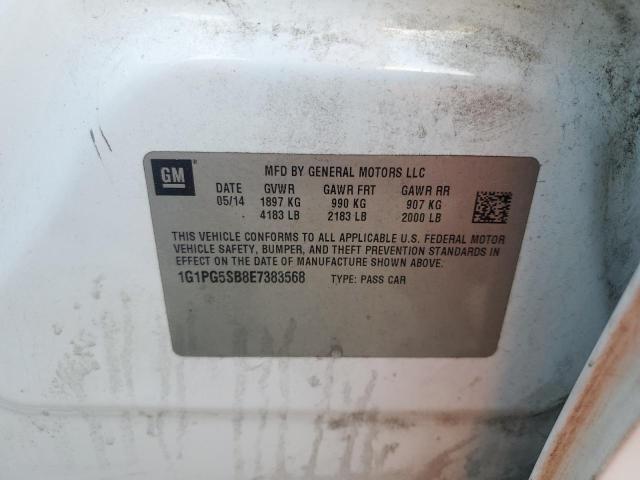 GM
MFD BY GENERAL MOTORS LLC
DATE GVWR GAWR FRT GAWR RR
05/14 1897 KG 990 KG 907 KG
4183 LB 2183 LB 2000 LB
THIS VEHICLE CONFORMS TO ALL APPLICABLE U.S. FEDERAL MOTOR
VEHICLE SAFETY, BUMPER, AND THEFT PREVENTION STANDARDS IN
EFFECT ON THE DATE OF MANUFACTURE SHOWN ABOVE.
1G1PG5SB8E7383568 TYPE: PASS CAR